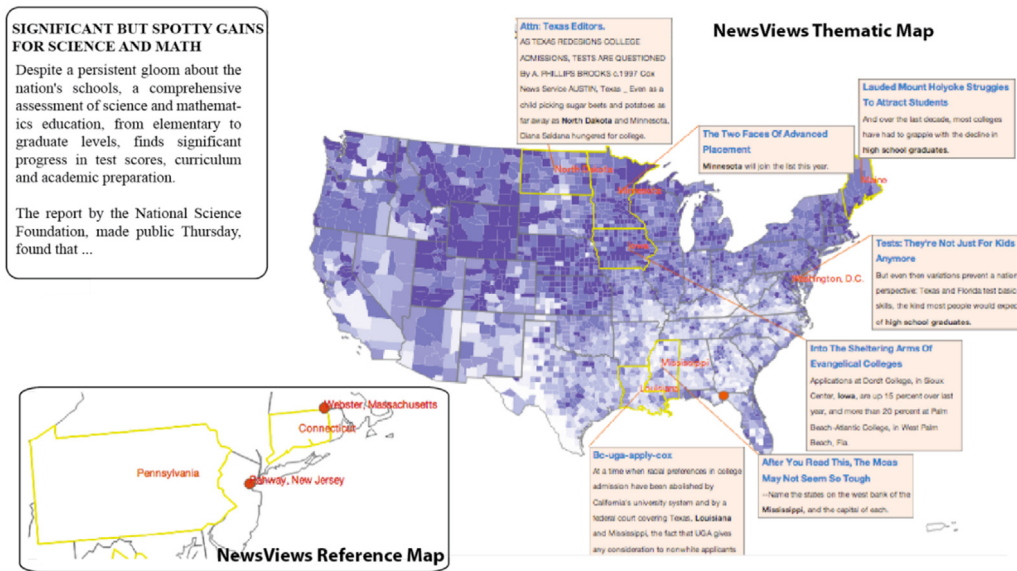 SIGNIFICANT BUT SPOTTY GAINS
FOR SCIENCE AND MATH
Despite a persistent gloom about the
nation's schools, a comprehensive
assessment of science and mathemat-
ics education, from elementary to
graduate levels, finds significant
progress in test scores, curriculum
and academic preparation.
The report by the National Science
Foundation, made public Thursday,
found that ...
NewsViews Thematic Map
Attn: Texas Editors.
AS TEXAS REDESIGNS COLLEGE
ADMISSIONS, TESTS ARE QUESTIONED
By A. PHILLIPS BROOKS c.1997 Cox
News Service AUSTIN, Texas _ Even as a
child picking sugar beets and potatoes as
far away as North Dakota and Minnesota,
Diana Saldana hungered for college.
The Two Faces Of Advanced
Placement
Minnesota will join the list this year.
Lauded Mount Holyoke Struggles
To Attract Students
And over the last decade, most colleges
have had to grapple with the decline in
high school graduates.
North Dakota
Minnesota
Maine
Iowa
Washington, D.C.
Mississippi
Louisiana
Tests: They're Not Just For Kids
Anymore
But even then variations prevent a nation
perspective: Texas and Florida test basic
skills, the kind most people would expec
of high school graduates.
Into The Sheltering Arms Of
Evangelical Colleges
Applications at Dordt College, in Sioux
Center, Iowa, are up 15 percent over last
year, and more than 20 percent at Palm
Beach-Atlantic College, in West Palm
Beach, Fla.
Bc-uga-apply-cox
At a time when racial preferences in college
admission have been abolished by
California's university system and by a
federal court covering Texas, Louisiana
and Mississippi, the fact that UGA gives
any consideration to nonwhite applicants
After You Read This, The Moas
May Not Seem So Tough
--Name the states on the west bank of the
Mississippi, and the capital of each.
Webster, Massachusetts
Connecticut
Pennsylvania
Rahway, New Jersey
NewsViews Reference Map